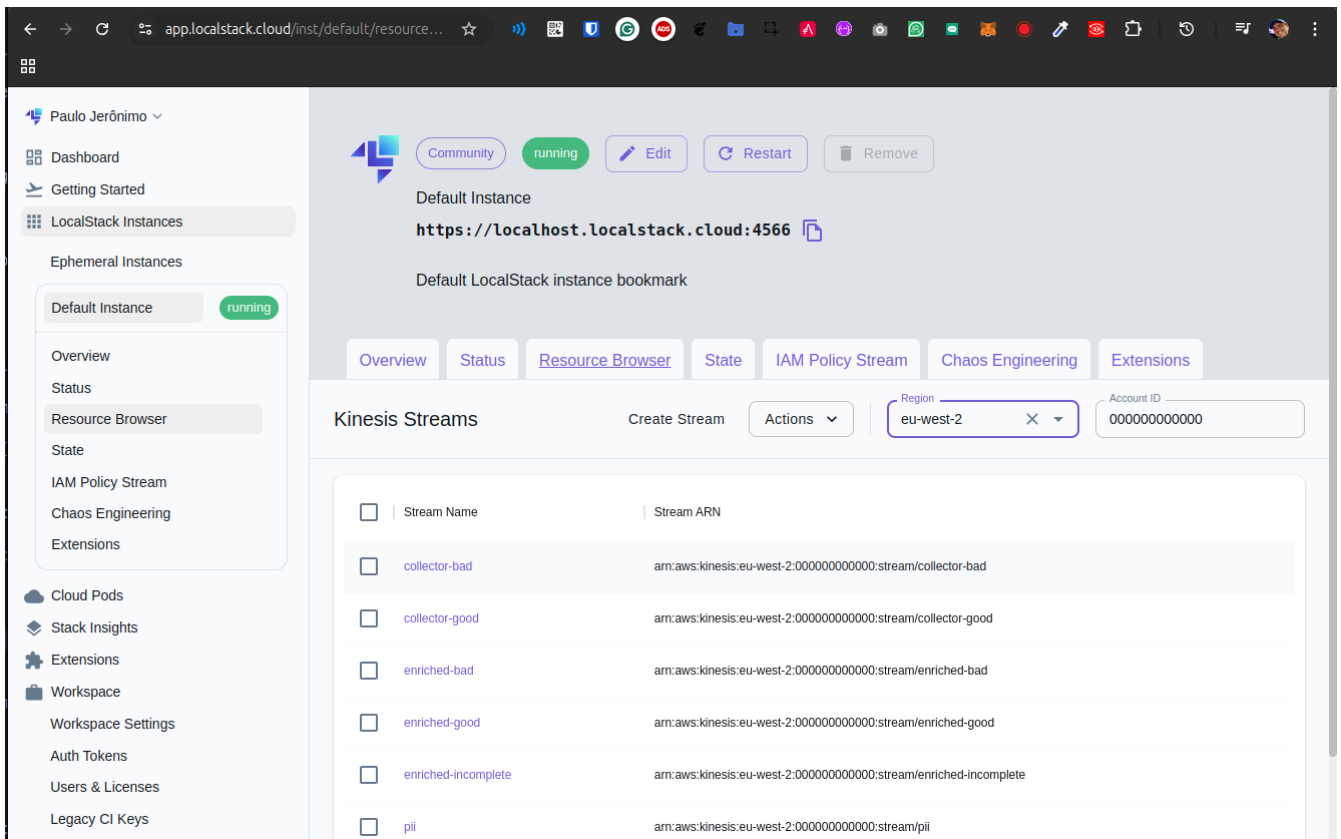 app.localstack.cloud/inst/default/resource...
Paulo Jerônimo
Dashboard
Getting Started
LocalStack Instances
Ephemeral Instances
Default Instance running
Overview
Status
Resource Browser
State
IAM Policy Stream
Chaos Engineering
Extensions
Cloud Pods
Stack Insights
Extensions
Workspace
Workspace Settings
Auth Tokens
Users & Licenses
Legacy CI Keys
Community running Edit Restart Remove
Default Instance
https://localhost.localstack.cloud:4566
Default LocalStack instance bookmark
Overview Status Resource Browser State IAM Policy Stream Chaos Engineering Extensions
Kinesis Streams Create Stream Actions
Region
eu-west-2
Account ID
000000000000
Stream Name Stream ARN
collector-bad arn:aws:kinesis:eu-west-2:000000000000:stream/collector-bad
collector-good arn:aws:kinesis:eu-west-2:000000000000:stream/collector-good
enriched-bad arn:aws:kinesis:eu-west-2:000000000000:stream/enriched-bad
enriched-good arn:aws:kinesis:eu-west-2:000000000000:stream/enriched-good
enriched-incomplete arn:aws:kinesis:eu-west-2:000000000000:stream/enriched-incomplete
pii arn:aws:kinesis:eu-west-2:000000000000:stream/pii